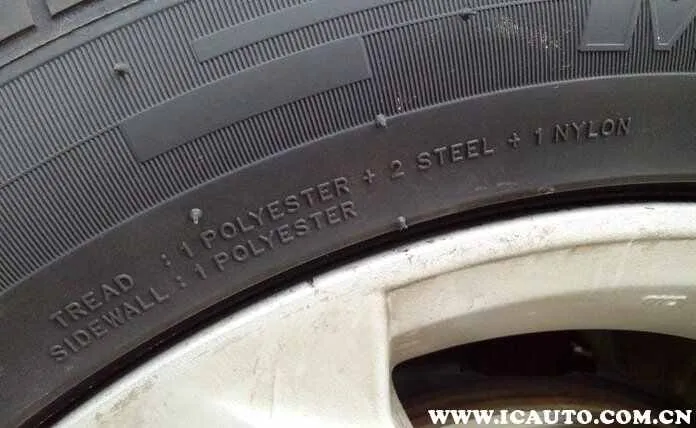 TREAD : 1 POLYESTER + 2 STEEL + 1 NYLON
SIDEWALL : 1 POLYESTER
WWW.ICAUTO.COM.CN